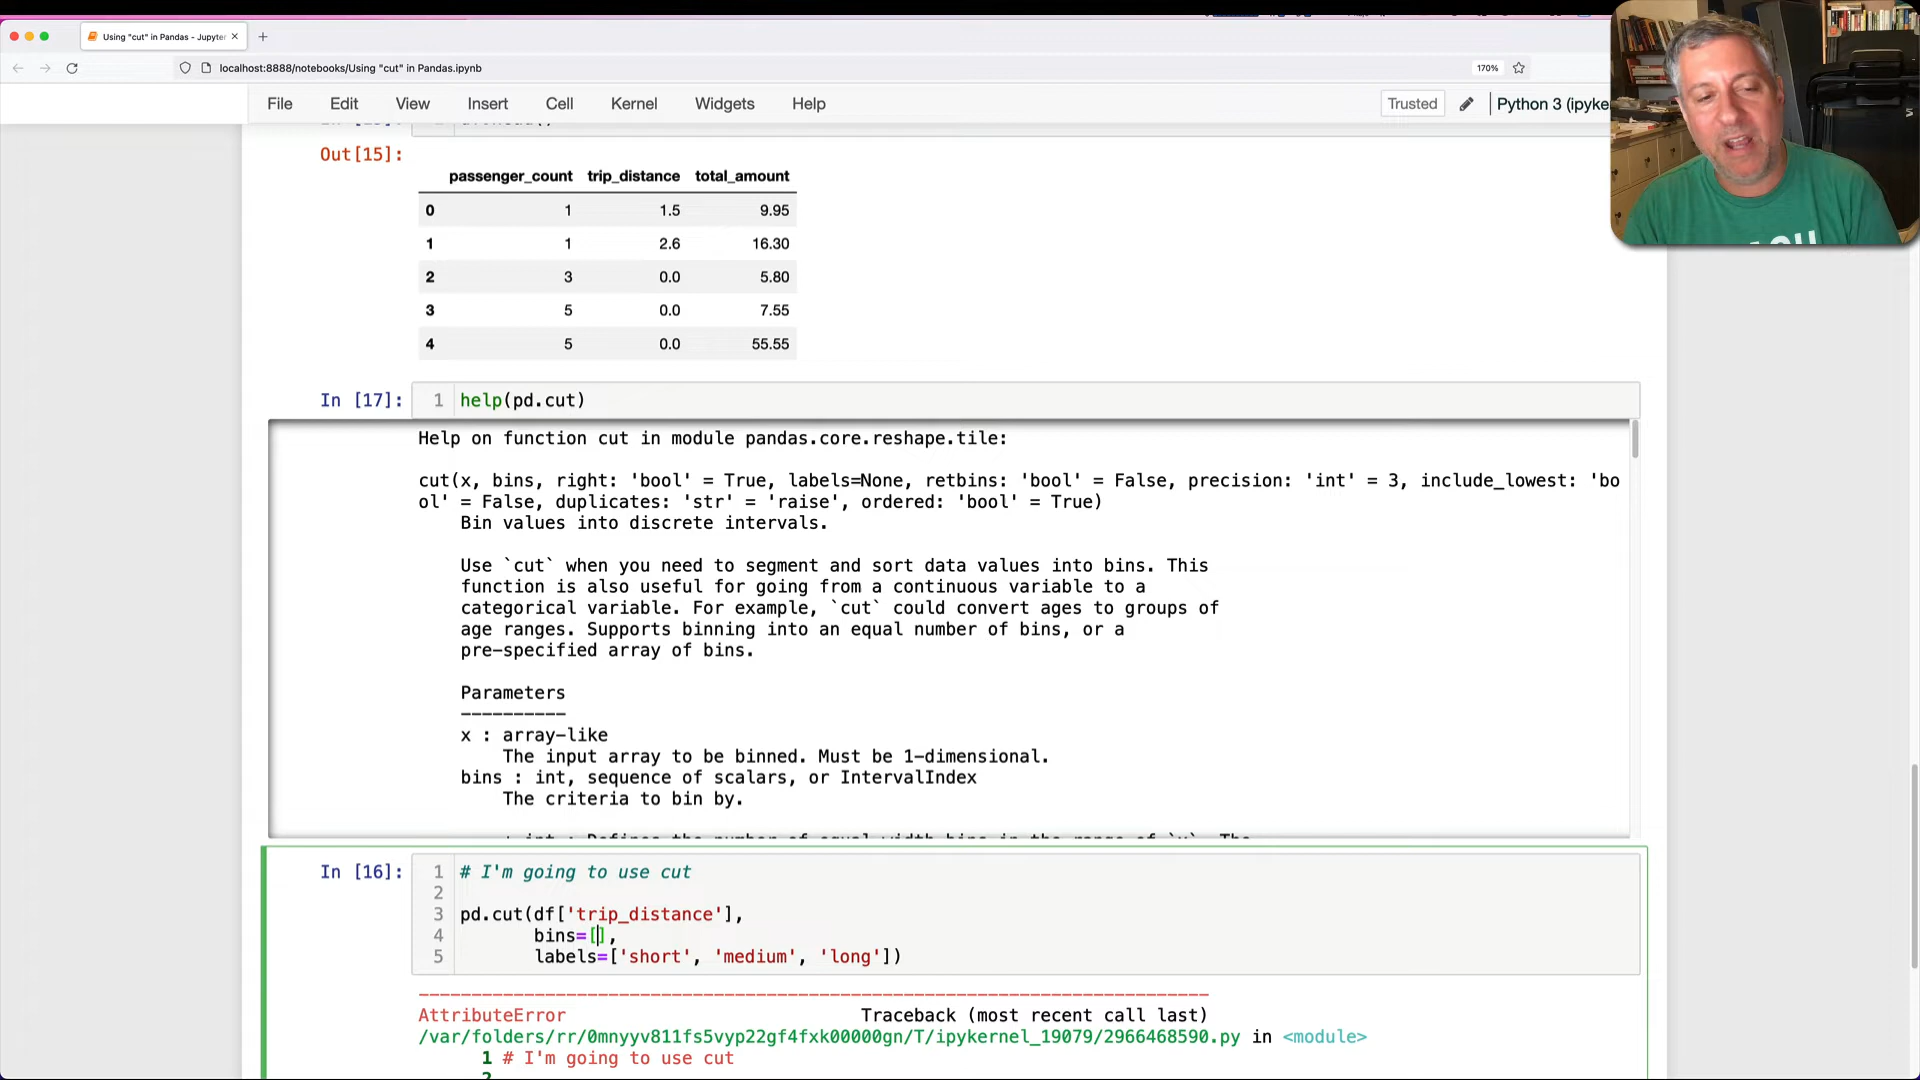 Using "cut" in Pandas - Jupyter
localhost:8888/notebooks/Using "cut" in Pandas.ipynb
170%
File Edit View Insert Cell Kernel Widgets Help
Trusted
Python 3 (ipyke
Out[15]:
passenger_count trip_distance total_amount
0 1 1.5 9.95
1 1 2.6 16.30
2 3 0.0 5.80
3 5 0.0 7.55
4 5 0.0 55.55
In [17]: 1 help(pd.cut)
Help on function cut in module pandas.core.reshape.tile:
cut(x, bins, right: 'bool' = True, labels=None, retbins: 'bool' = False, precision: 'int' = 3, include_lowest: 'bo
ol' = False, duplicates: 'str' = 'raise', ordered: 'bool' = True)
Bin values into discrete intervals.
Use `cut` when you need to segment and sort data values into bins. This
function is also useful for going from a continuous variable to a
categorical variable. For example, `cut` could convert ages to groups of
age ranges. Supports binning into an equal number of bins, or a
pre-specified array of bins.
Parameters
----------
x : array-like
The input array to be binned. Must be 1-dimensional.
bins : int, sequence of scalars, or IntervalIndex
The criteria to bin by.
In [16]: 1 # I'm going to use cut
2
3 pd.cut(df['trip_distance'],
4 bins=[],
5 labels=['short', 'medium', 'long'])
---------------------------------------------------------------------------
AttributeError Traceback (most recent call last)
/var/folders/rr/0mnyyv811fs5vyp22gf4fxk00000gn/T/ipykernel_19079/2966468590.py in <module>
1 # I'm going to use cut
2